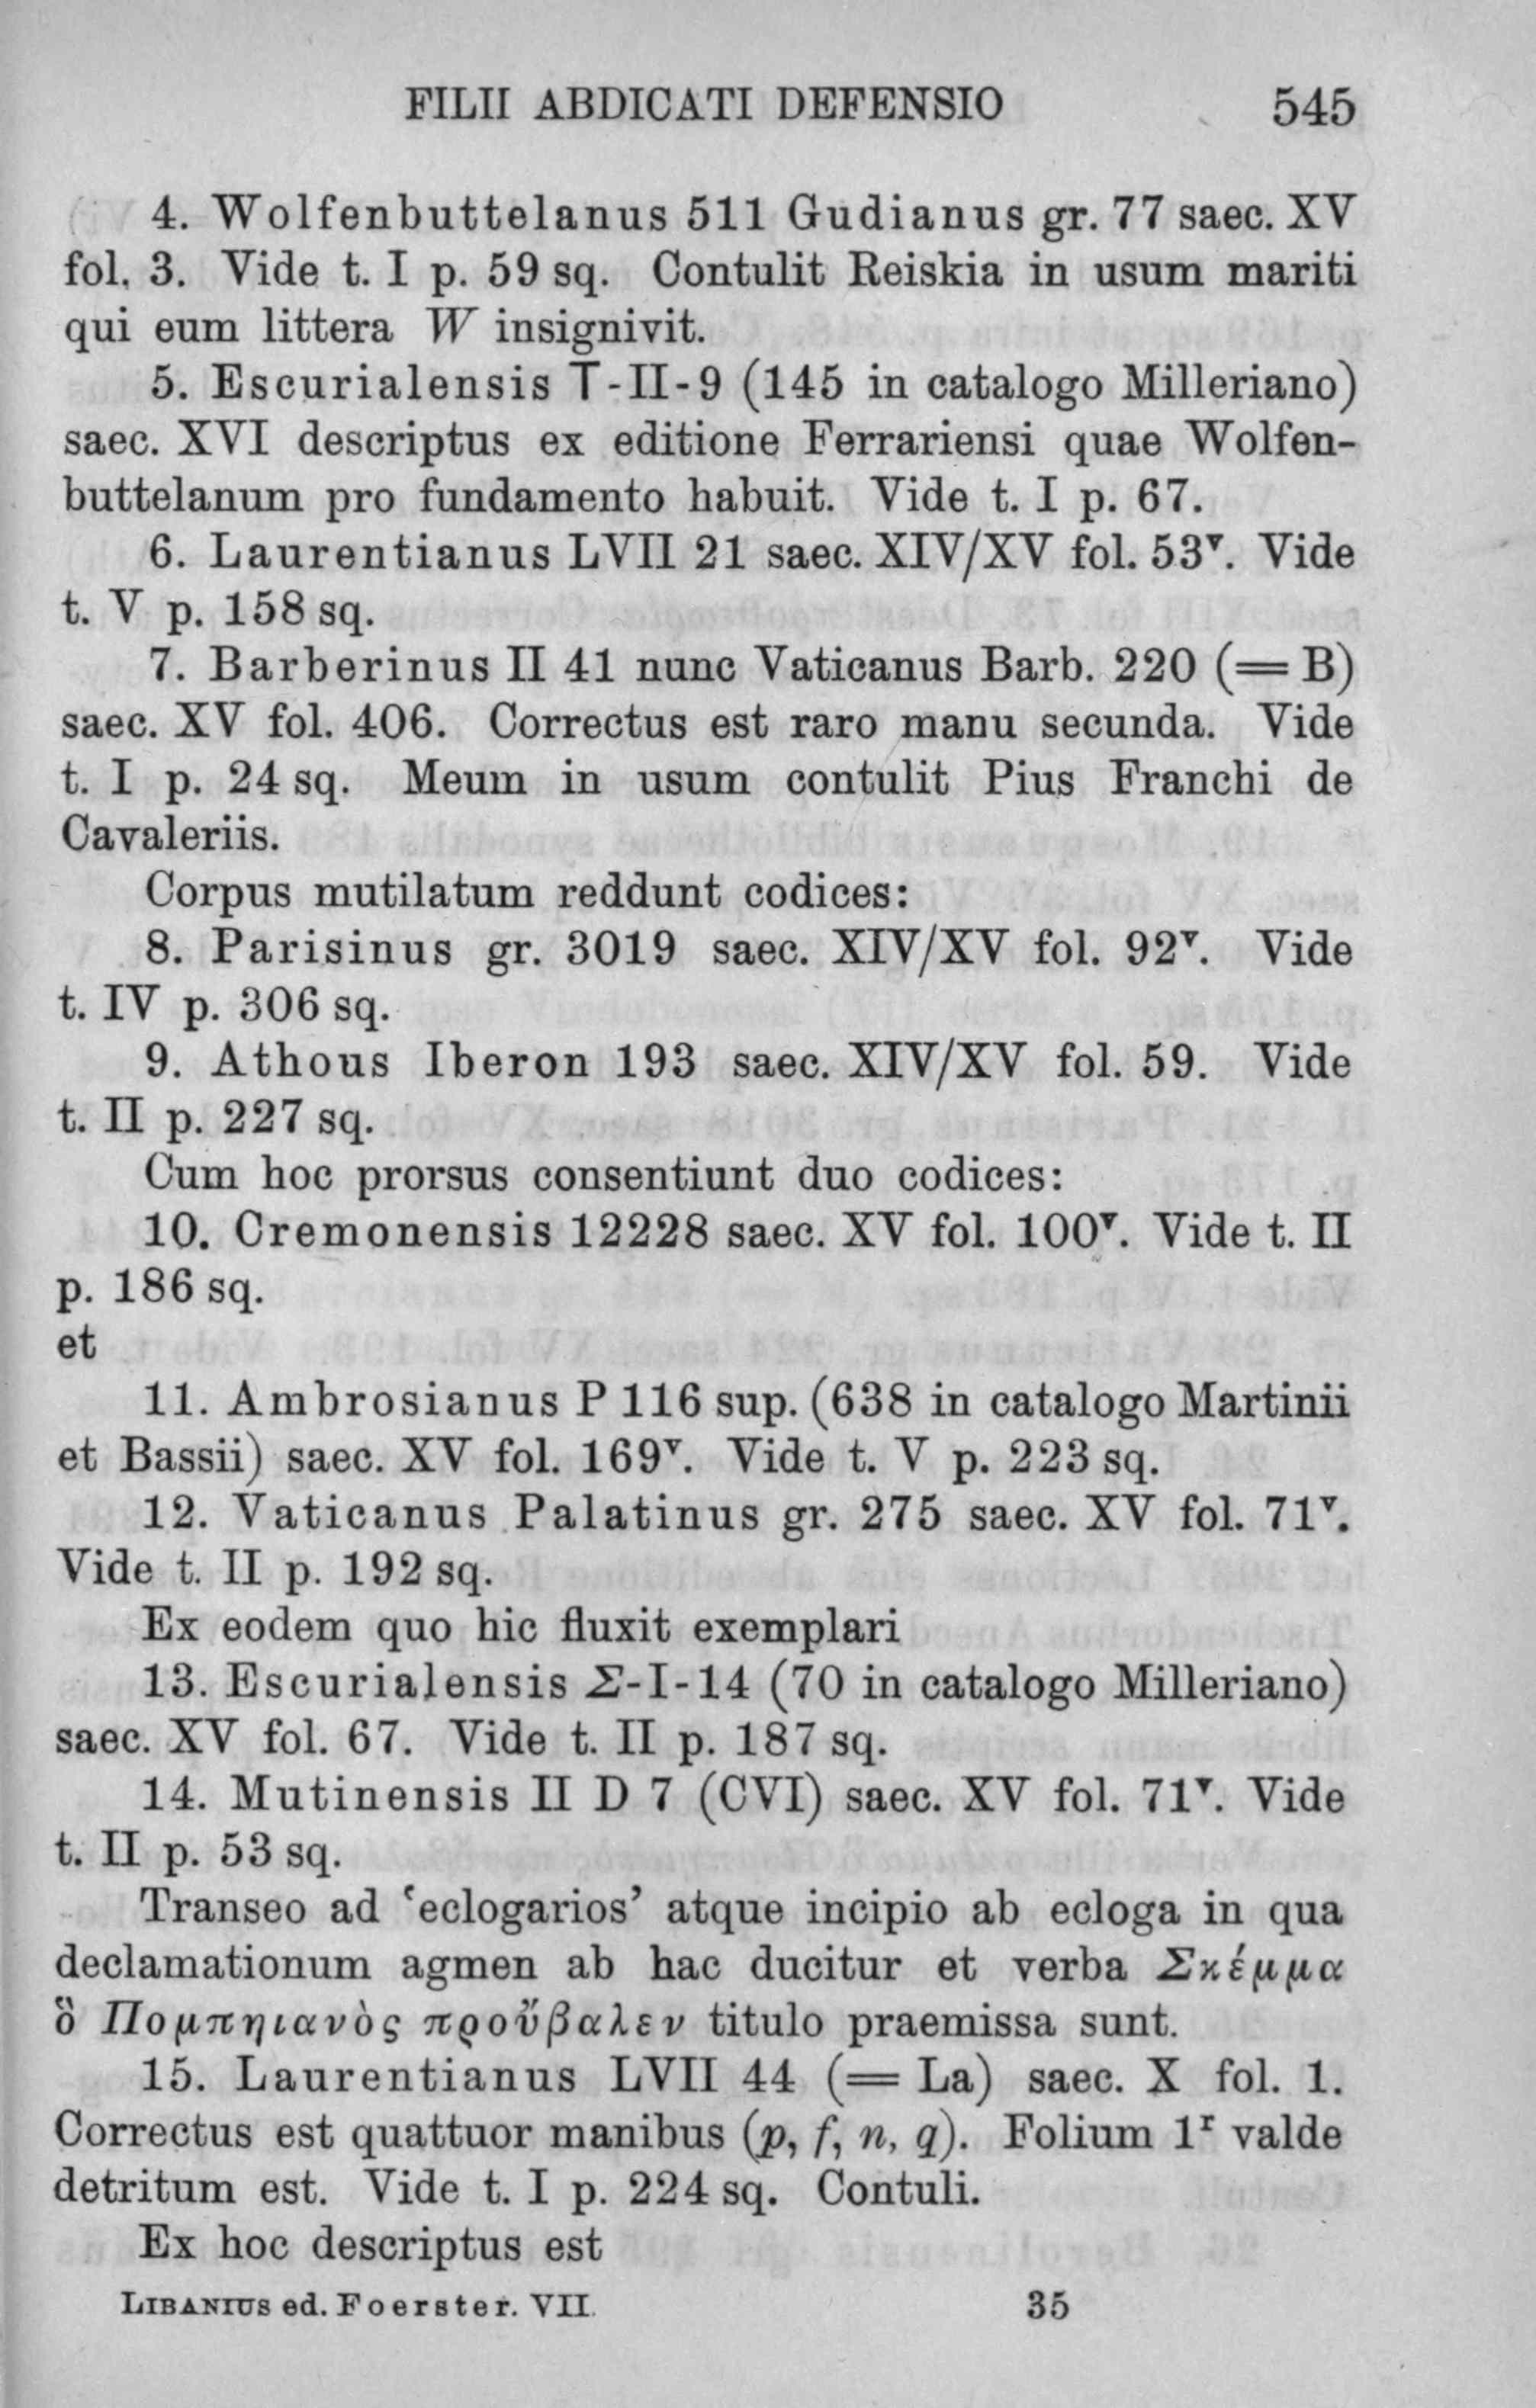 FILII ABDICATI DEFENSIO 545
4. Wolfenbuttelanus 511 Gudianus gr. 77 saec. XV
fol. 3. Vide t. I p. 59 sq. Contulit Reiskia in usum mariti
qui eum littera W insignivit.
5. Escurialensis T-II-9 (145 in catalogo Milleriano)
saec. XVI descriptus ex editione Ferrariensi quae Wolfen-
buttelanum pro fundamento habuit. Vide t. I p. 67.
6. Laurentianus LVII 21 saec. XIV/XV fol. 53ᵛ. Vide
t. V p. 158 sq.
7. Barberinus II 41 nunc Vaticanus Barb. 220 (= B)
saec. XV fol. 406. Correctus est raro manu secunda. Vide
t. I p. 24 sq. Meum in usum contulit Pius Franchi de
Cavaleriis.
Corpus mutilatum reddunt codices:
8. Parisinus gr. 3019 saec. XIV/XV fol. 92ᵛ. Vide
t. IV p. 306 sq.
9. Athous Iberon 193 saec. XIV/XV fol. 59. Vide
t. II p. 227 sq.
Cum hoc prorsus consentiunt duo codices:
10. Cremonensis 12228 saec. XV fol. 100ᵛ. Vide t. II
p. 186 sq.
et
11. Ambrosianus P 116 sup. (638 in catalogo Martinii
et Bassii) saec. XV fol. 169ᵛ. Vide t. V p. 223 sq.
12. Vaticanus Palatinus gr. 275 saec. XV fol. 71ᵛ.
Vide t. II p. 192 sq.
Ex eodem quo hic fluxit exemplari
13. Escurialensis Σ-I-14 (70 in catalogo Milleriano)
saec. XV fol. 67. Vide t. II p. 187 sq.
14. Mutinensis II D 7 (CVI) saec. XV fol. 71ᵛ. Vide
t. II p. 53 sq.
Transeo ad ‘eclogarios’ atque incipio ab ecloga in qua
declamationum agmen ab hac ducitur et verba Σκέμμα
ὃ Πομπηιανὸς προὔβαλεν titulo praemissa sunt.
15. Laurentianus LVII 44 (= La) saec. X fol. 1.
Correctus est quattuor manibus (p, f, n, q). Folium 1ʳ valde
detritum est. Vide t. I p. 224 sq. Contuli.
Ex hoc descriptus est
LIBANIUS ed. Foerster. VII. 35